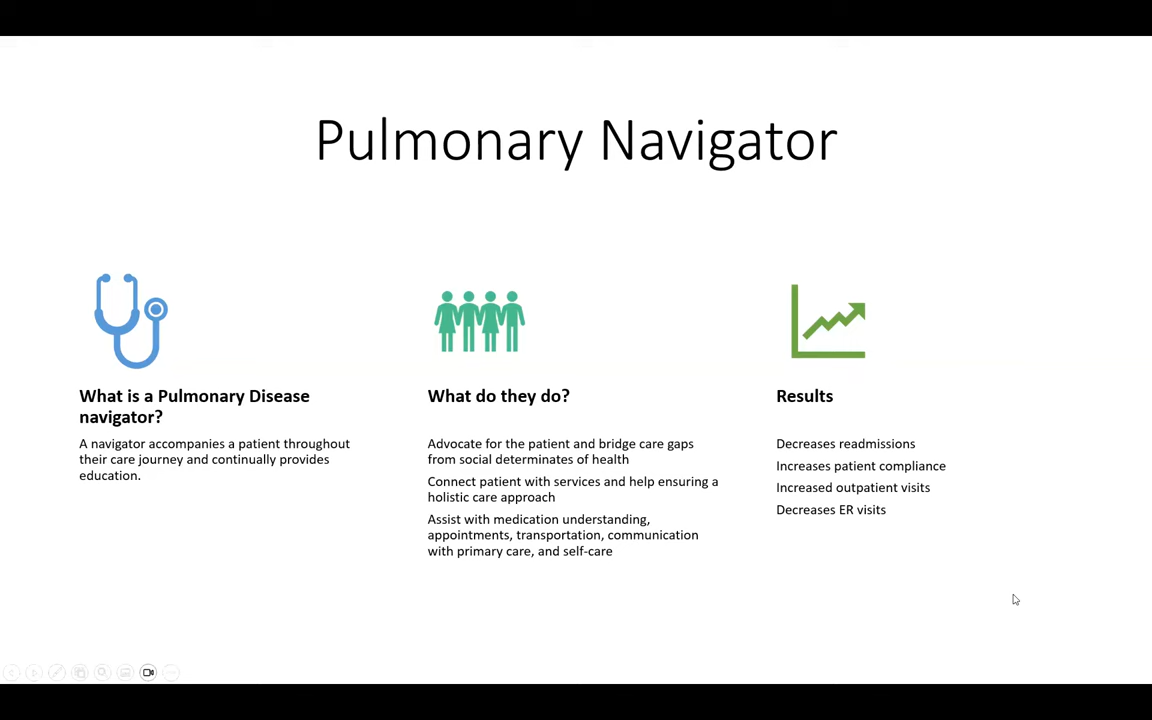 Pulmonary Navigator
What is a Pulmonary Disease
navigator?
A navigator accompanies a patient throughout
their care journey and continually provides
education.
What do they do?
Advocate for the patient and bridge care gaps
from social determinates of health
Connect patient with services and help ensuring a
holistic care approach
Assist with medication understanding,
appointments, transportation, communication
with primary care, and self-care
Results
Decreases readmissions
Increases patient compliance
Increased outpatient visits
Decreases ER visits